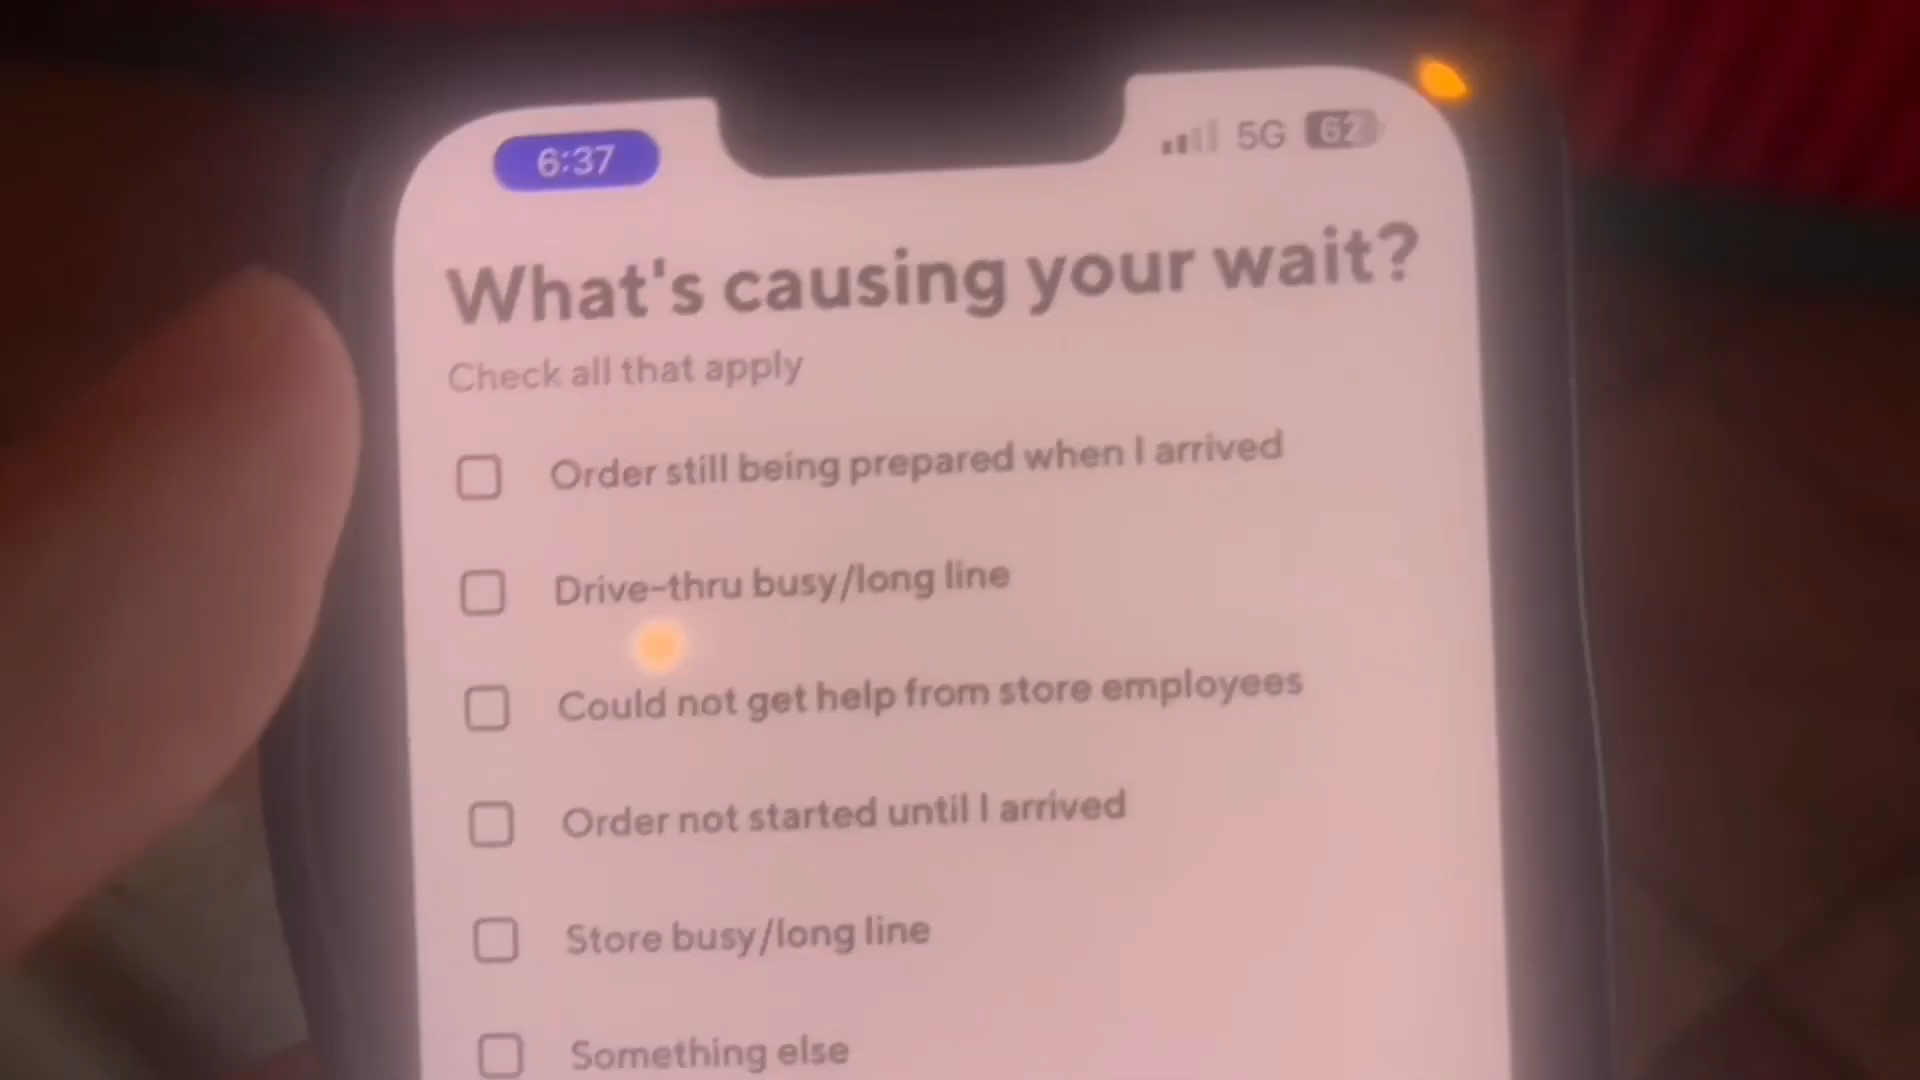 6:37 5G 62
What's causing your wait?
Check all that apply
Order still being prepared when I arrived
Drive-thru busy/long line
Could not get help from store employees
Order not started until I arrived
Store busy/long line
Something else